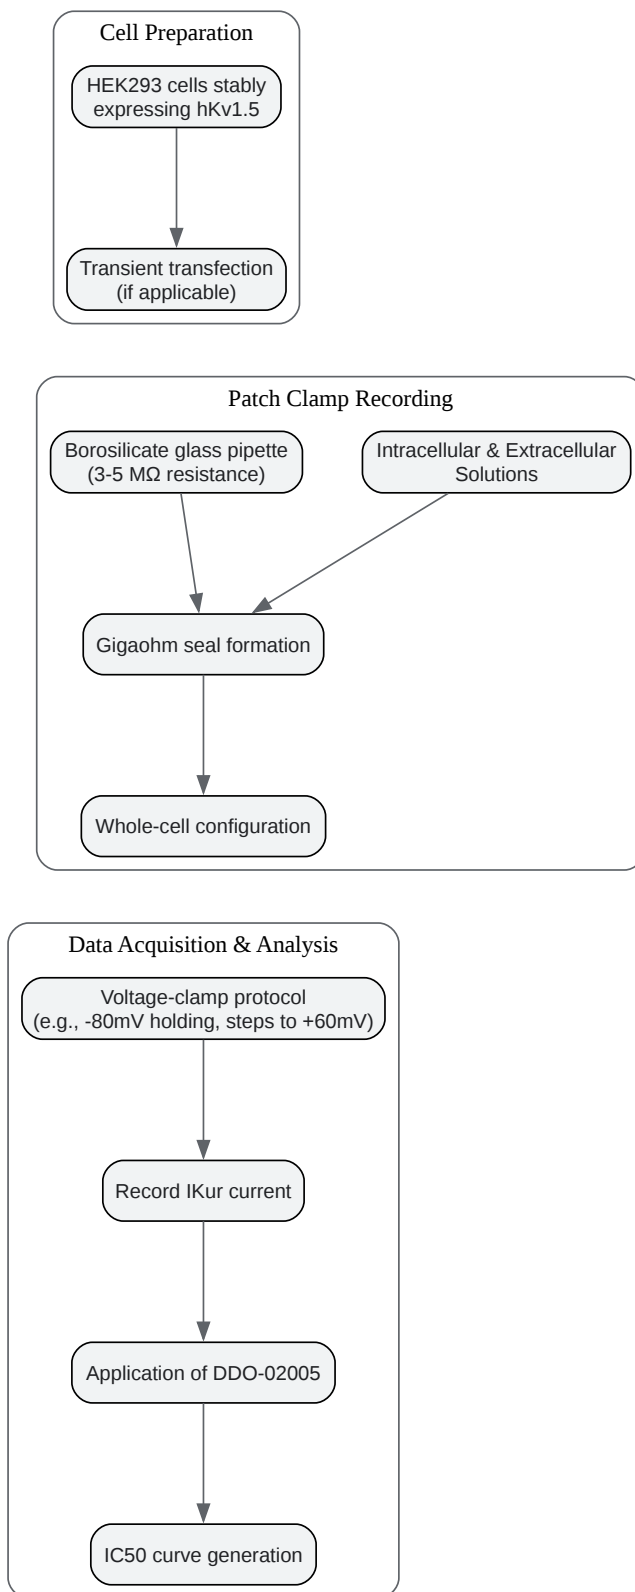 Cell Preparation
HEK293 cells stably
expressing hKv1.5
Transient transfection
(if applicable)
Patch Clamp Recording
Borosilicate glass pipette
(3-5 MΩ resistance)
Intracellular & Extracellular
Solutions
Gigaohm seal formation
Whole-cell configuration
Data Acquisition & Analysis
Voltage-clamp protocol
(e.g., -80mV holding, steps to +60mV)
Record IKur current
Application of DDO-02005
IC50 curve generation